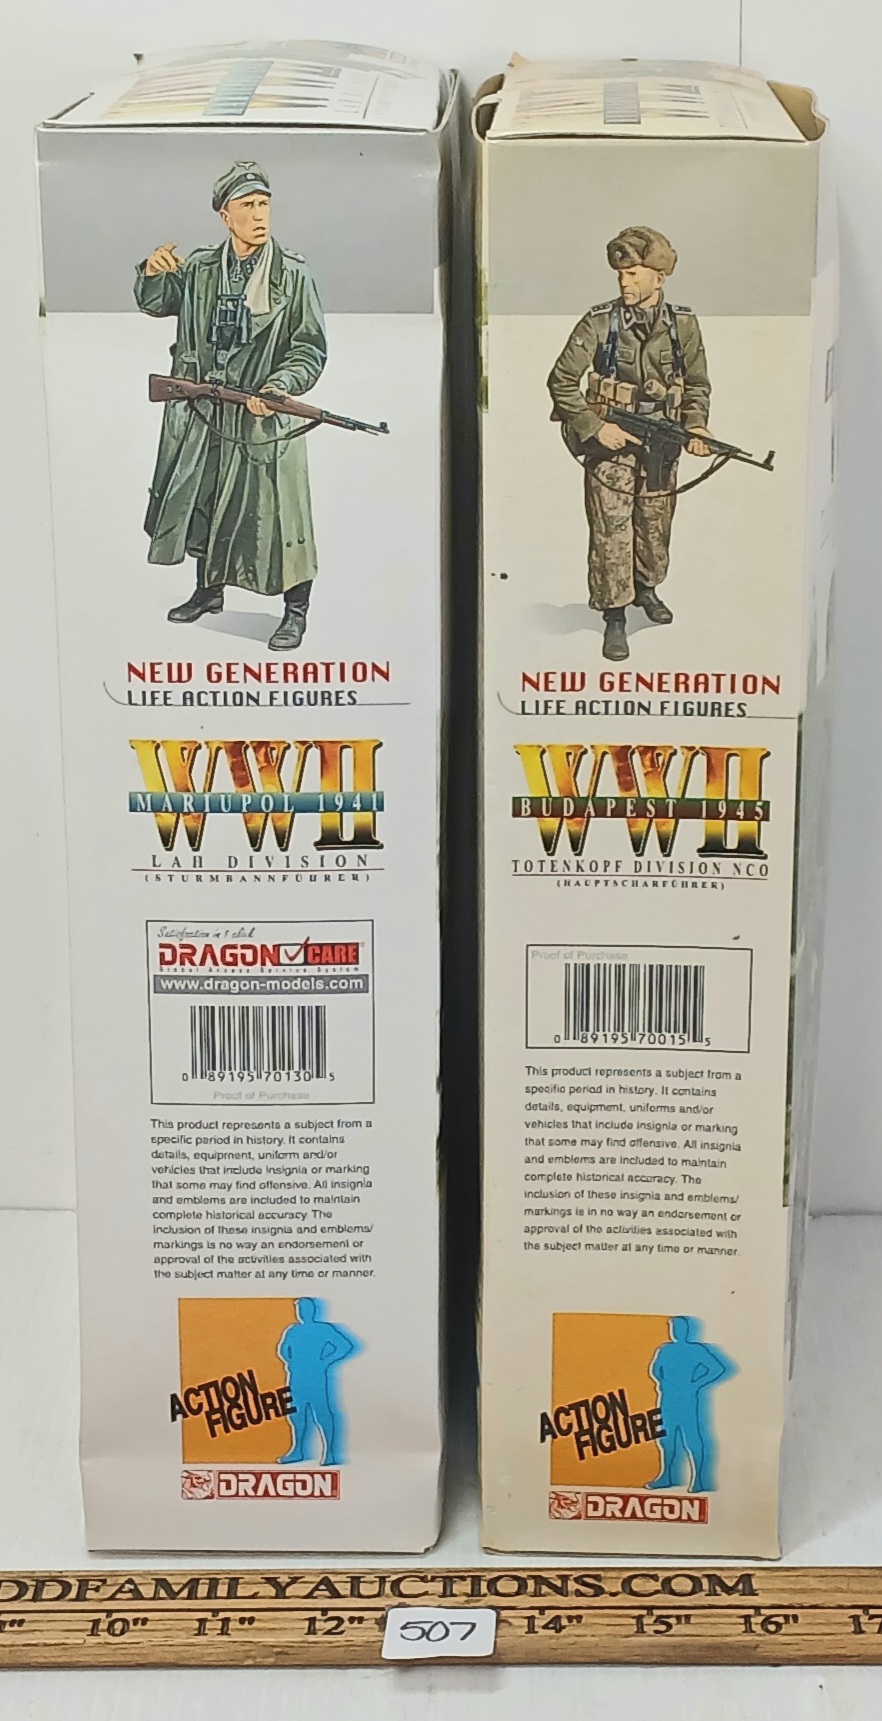 NEW GENERATION
LIFE ACTION FIGURES
WWII
MARIUPOL 1941
LAH DIVISION
(STURMBANNFÜHRER)
Satisfaction in 1 click
DRAGON CARE
Global Access Service System
www.dragon-models.com
0 89195 70130 5
Proof of Purchase
This product represents a subject from a
specific period in history. It contains
details, equipment, uniform and/or
vehicles that include insignia or marking
that some may find offensive. All insignia
and emblems are included to maintain
complete historical accuracy. The
inclusion of these insignia and emblems/
markings is no way an endorsement or
approval of the activities associated with
the subject matter at any time or manner.
ACTION
FIGURE
DRAGON
NEW GENERATION
LIFE ACTION FIGURES
WWII
BUDAPEST 1945
TOTENKOPF DIVISION NCO
(HAUPTSCHARFÜHRER)
Proof of Purchase
0 89195 70015 5
This product represents a subject from a
specific period in history. It contains
details, equipment, uniforms and/or
vehicles that include insignia or marking
that some may find offensive. All insignia
and emblems are included to maintain
complete historical accuracy. The
inclusion of these insignia and emblems/
markings is in no way an endorsement or
approval of the activities associated with
the subject matter at any time or manner.
ACTION
FIGURE
DRAGON
DDFAMILYAUCTIONS.COM
10" 11" 12" 14" 15" 16" 17
507